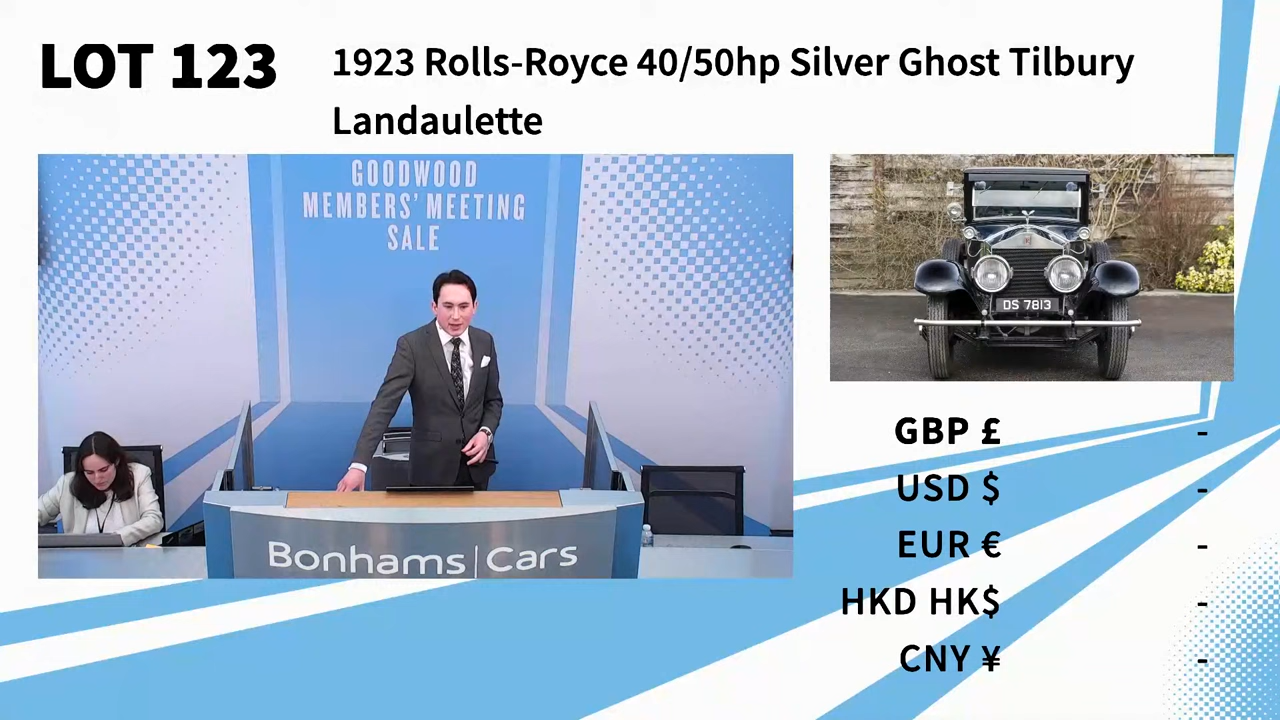 LOT 123
1923 Rolls-Royce 40/50hp Silver Ghost Tilbury
Landaulette
GOODWOOD
MEMBERS' MEETING
SALE
Bonhams|Cars
DS 7813
GBP £ -
USD $ -
EUR € -
HKD HK$ -
CNY ¥ -